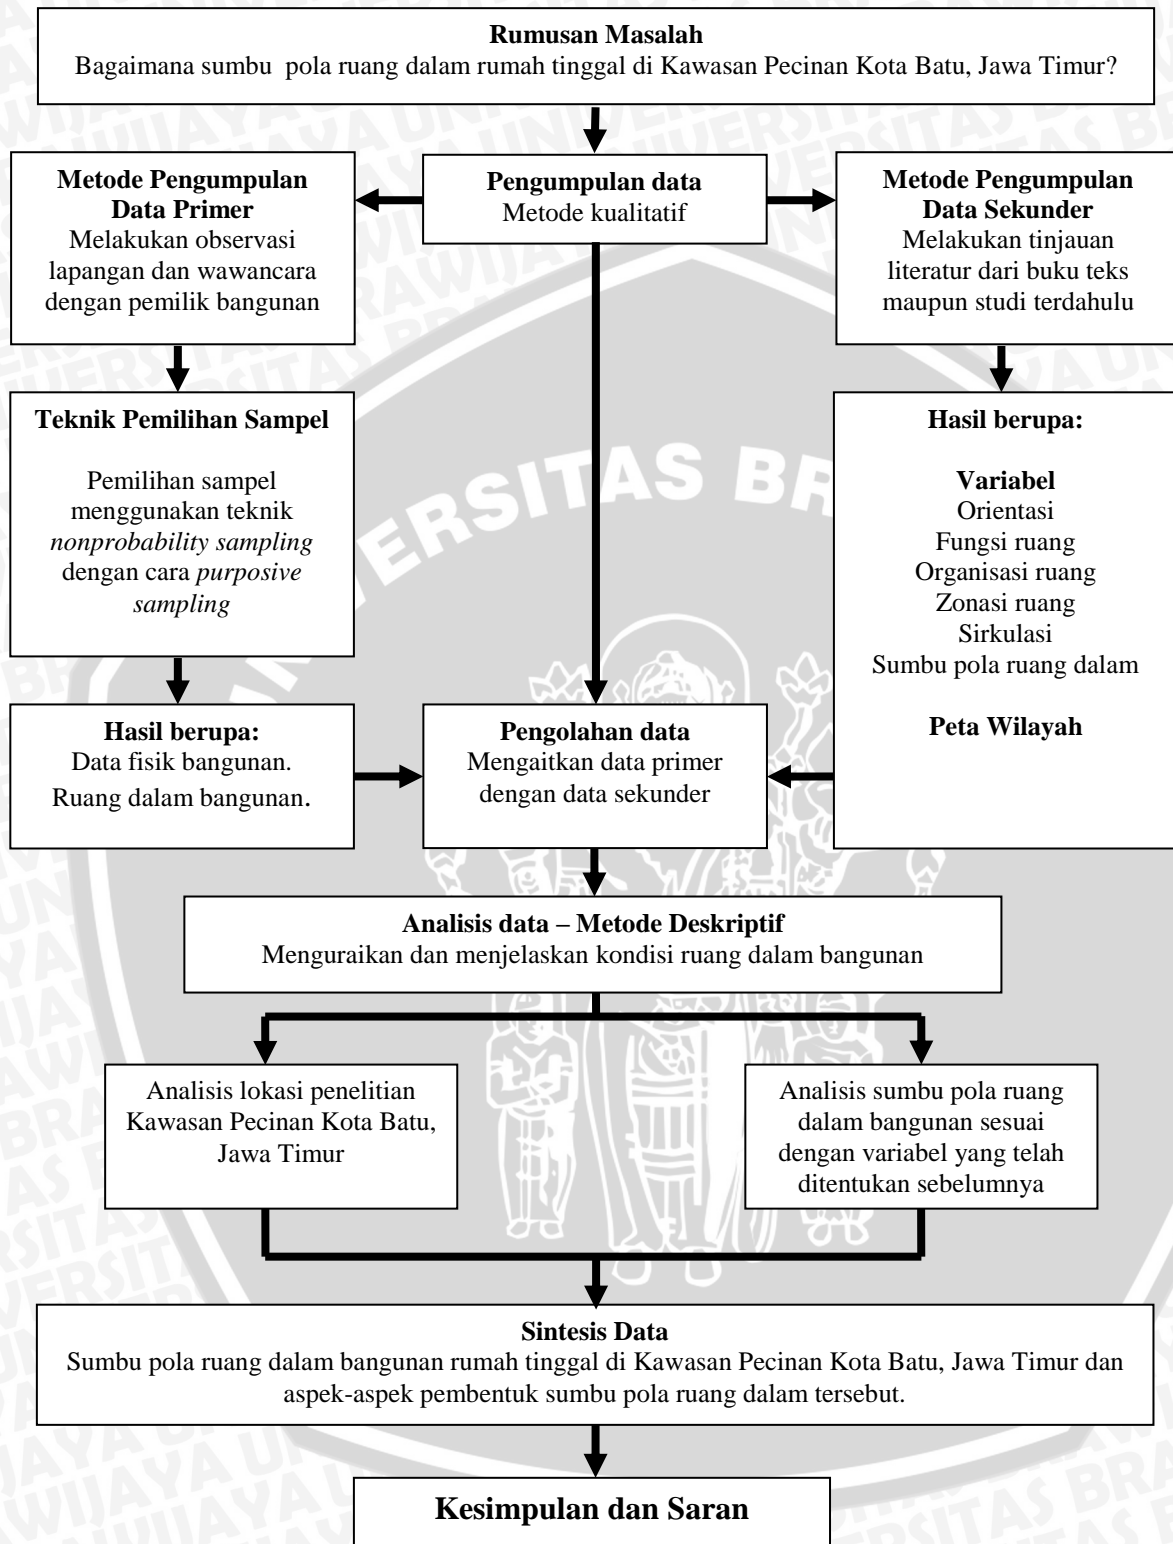 Rumusan Masalah
Bagaimana sumbu pola ruang dalam rumah tinggal di Kawasan Pecinan Kota Batu, Jawa Timur?
Metode Pengumpulan
Data Primer
Melakukan observasi
lapangan dan wawancara
dengan pemilik bangunan
Pengumpulan data
Metode kualitatif
Metode Pengumpulan
Data Sekunder
Melakukan tinjauan
literatur dari buku teks
maupun studi terdahulu
Teknik Pemilihan Sampel
Pemilihan sampel
menggunakan teknik
nonprobability sampling
dengan cara purposive
sampling
Hasil berupa:
Variabel
Orientasi
Fungsi ruang
Organisasi ruang
Zonasi ruang
Sirkulasi
Sumbu pola ruang dalam
Peta Wilayah
Hasil berupa:
Data fisik bangunan.
Ruang dalam bangunan.
Pengolahan data
Mengaitkan data primer
dengan data sekunder
Analisis data – Metode Deskriptif
Menguraikan dan menjelaskan kondisi ruang dalam bangunan
Analisis lokasi penelitian
Kawasan Pecinan Kota Batu,
Jawa Timur
Analisis sumbu pola ruang
dalam bangunan sesuai
dengan variabel yang telah
ditentukan sebelumnya
Sintesis Data
Sumbu pola ruang dalam bangunan rumah tinggal di Kawasan Pecinan Kota Batu, Jawa Timur dan
aspek-aspek pembentuk sumbu pola ruang dalam tersebut.
Kesimpulan dan Saran